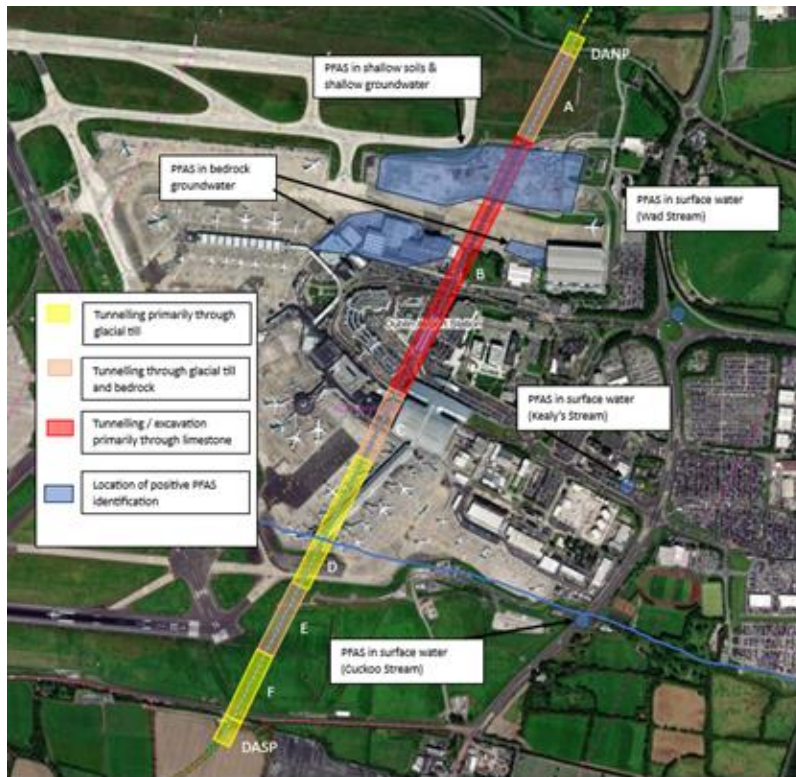 DANP
PFAS in shallow soils &
shallow groundwater
A
PFAS in bedrock
groundwater
PFAS in surface water
(Wad Stream)
B
Tunnelling primarily through
glacial till
Tunnelling through glacial till
and bedrock
Tunnelling / excavation
primarily through limestone
Location of positive PFAS
identification
Station
PFAS in surface water
(Kealy's Stream)
D
E
PFAS in surface water
(Cuckoo Stream)
F
DASP